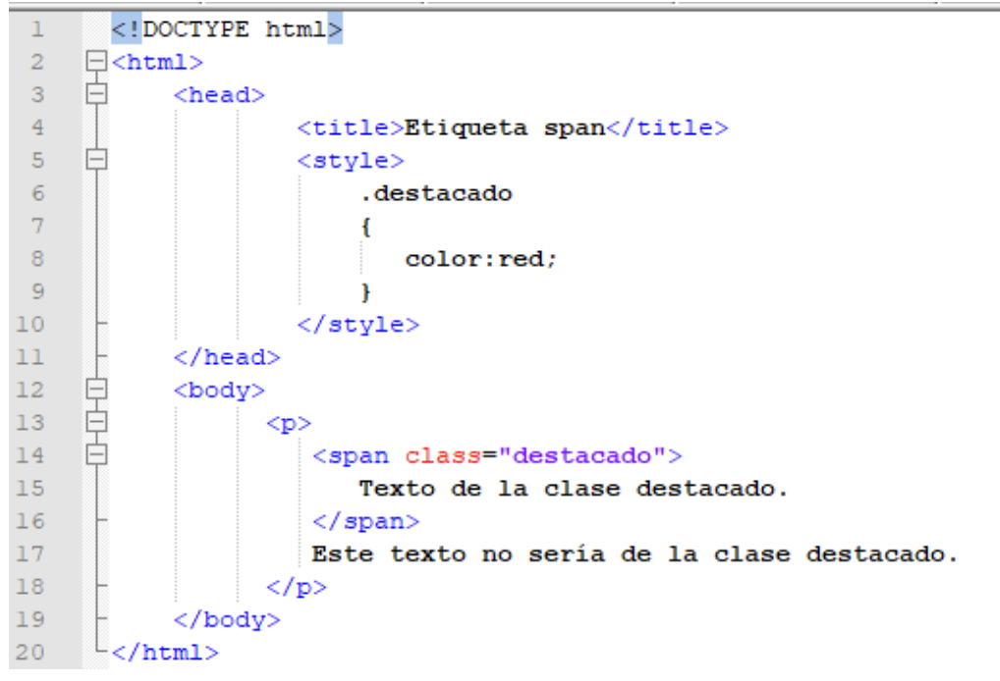 1 <!DOCTYPE html>
2 <html>
3 <head>
4 <title>Etiqueta span</title>
5 <style>
6 .destacado
7 {
8 color:red;
9 }
10 </style>
11 </head>
12 <body>
13 <p>
14 <span class="destacado">
15 Texto de la clase destacado.
16 </span>
17 Este texto no sería de la clase destacado.
18 </p>
19 </body>
20 </html>